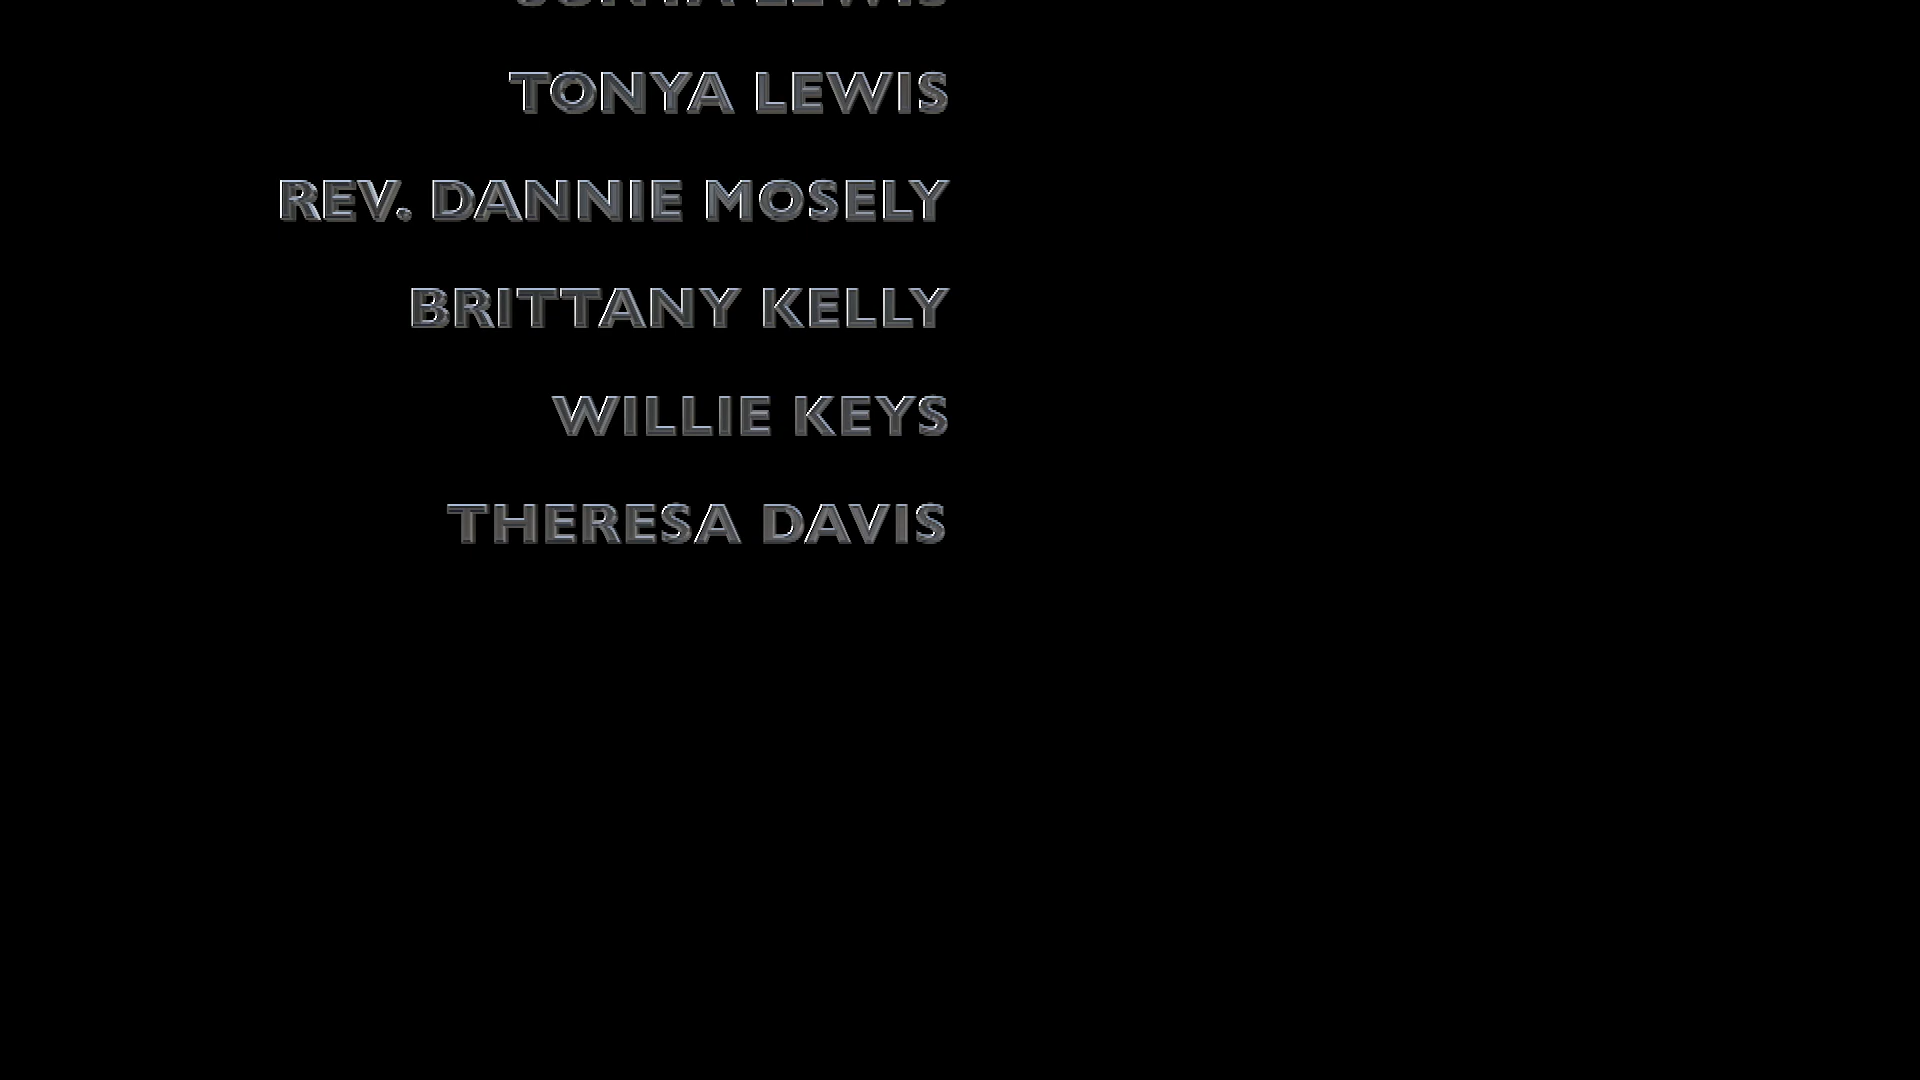 TONYA LEWIS
REV. DANNIE MOSELY
BRITTANY KELLY
WILLIE KEYS
THERESA DAVIS